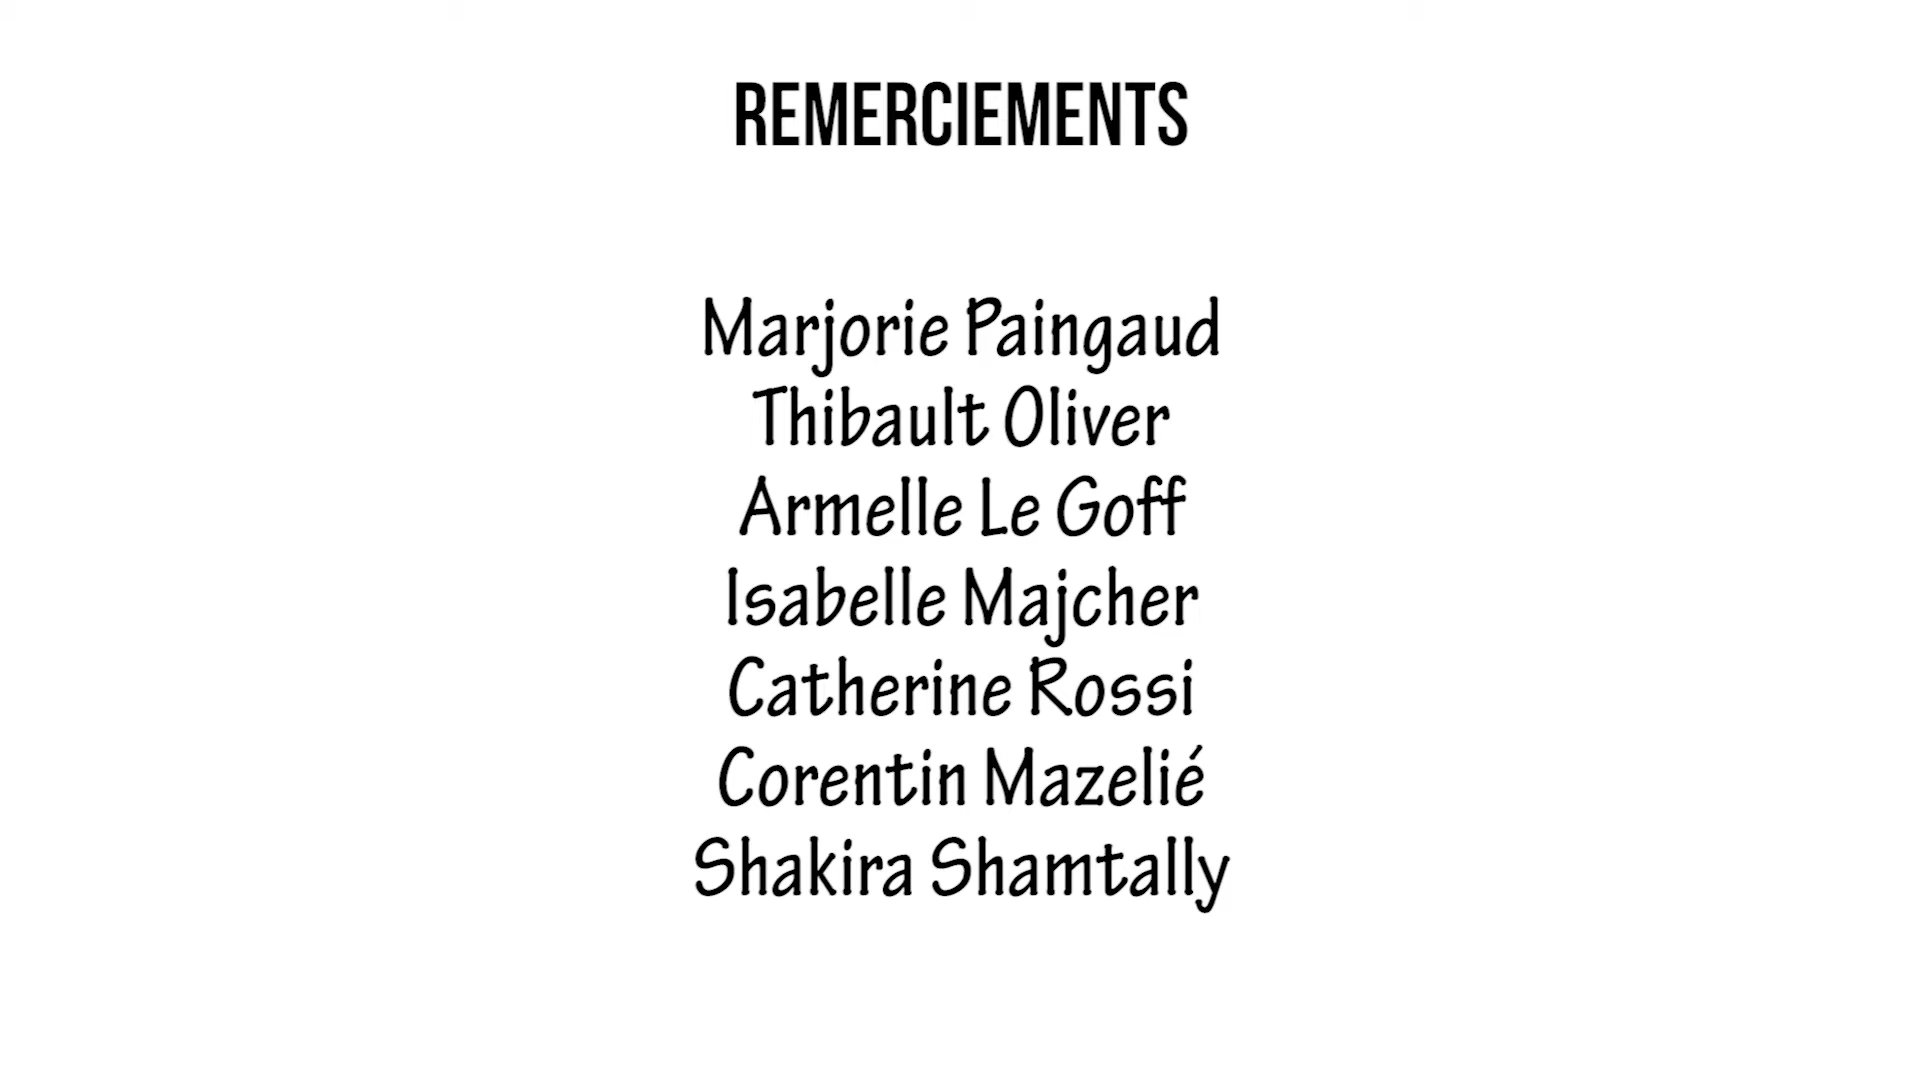 REMERCIEMENTS
Marjorie Paingaud
Thibault Oliver
Armelle Le Goff
Isabelle Majcher
Catherine Rossi
Corentin Mazelié
Shakira Shamtally